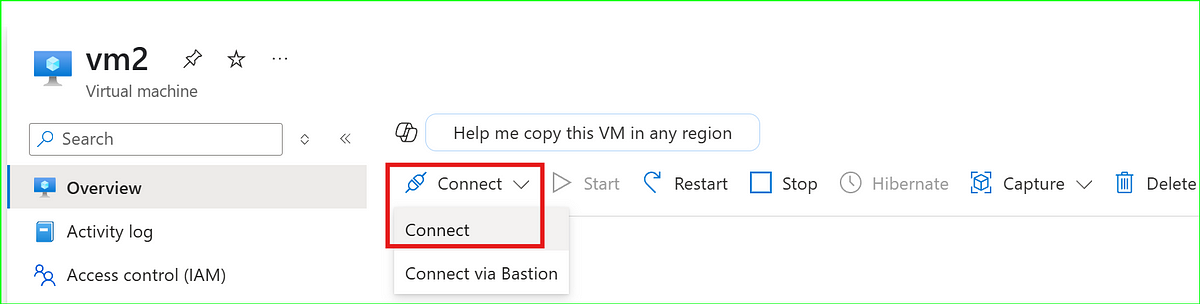 vm2
Virtual machine
Search
Help me copy this VM in any region
Connect Start Restart Stop Hibernate Capture Delete
Overview
Connect
Activity log
Connect via Bastion
Access control (IAM)